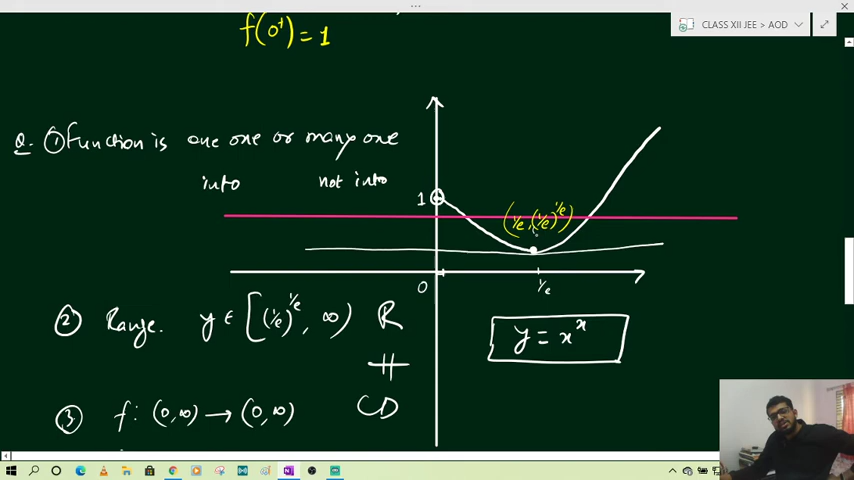 CLASS XII JEE > AOD
f(0⁺) = 1
Q. ① Function is one one or many one
into not into
1
(1/e, (1/e)^1/e)
0
1/e
② Range. y ∈ [(1/e)^1/e, ∞) R
≠
y = x^x
③ f: (0,∞) → (0,∞) CD